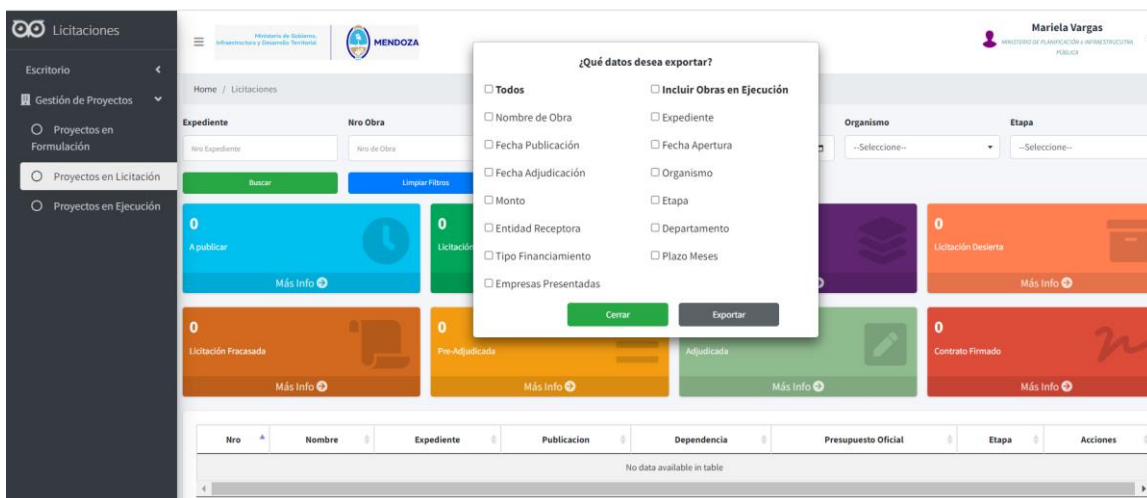 Licitaciones
Ministerio de Gobierno,
Infraestructura y Desarrollo Territorial
MENDOZA
Mariela Vargas
MINISTERIO DE PLANIFICACIÓN e INFRAESTRUCUTRA
PÚBLICA
Escritorio
Gestión de Proyectos
Proyectos en
Formulación
Proyectos en Licitación
Proyectos en Ejecución
Home / Licitaciones
Expediente
Nro Obra
Organismo
Etapa
Nro Expediente
Nro de Obra
--Seleccione--
--Seleccione--
Buscar
Limpiar Filtros
¿Qué datos desea exportar?
Todos
Incluir Obras en Ejecución
Nombre de Obra
Expediente
Fecha Publicación
Fecha Apertura
Fecha Adjudicación
Organismo
Monto
Etapa
Entidad Receptora
Departamento
Tipo Financiamiento
Plazo Meses
Empresas Presentadas
Cerrar
Exportar
0
A publicar
Más Info
0
Licitación
0
Licitación Desierta
Más Info
0
Licitación Fracasada
Más Info
0
Pre-Adjudicada
Más Info
Adjudicada
Más Info
0
Contrato Firmado
Más Info
Nro Nombre Expediente Publicacion Dependencia Presupuesto Oficial Etapa Acciones
No data available in table